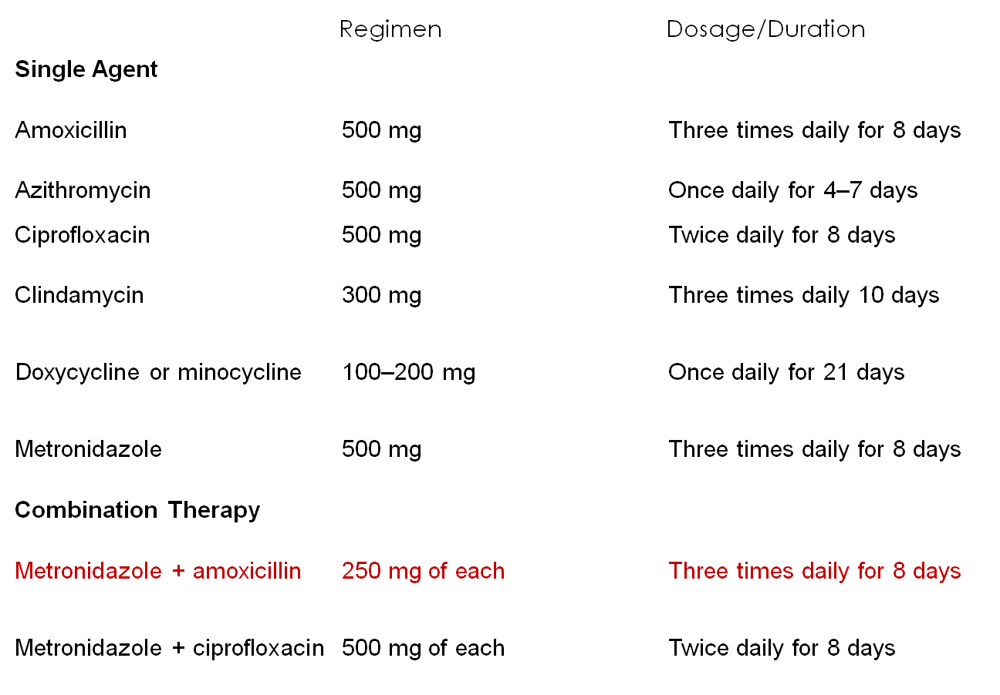 Regimen Dosage/Duration
Single Agent
Amoxicillin 500 mg Three times daily for 8 days
Azithromycin 500 mg Once daily for 4–7 days
Ciprofloxacin 500 mg Twice daily for 8 days
Clindamycin 300 mg Three times daily 10 days
Doxycycline or minocycline 100–200 mg Once daily for 21 days
Metronidazole 500 mg Three times daily for 8 days
Combination Therapy
Metronidazole + amoxicillin 250 mg of each Three times daily for 8 days
Metronidazole + ciprofloxacin 500 mg of each Twice daily for 8 days